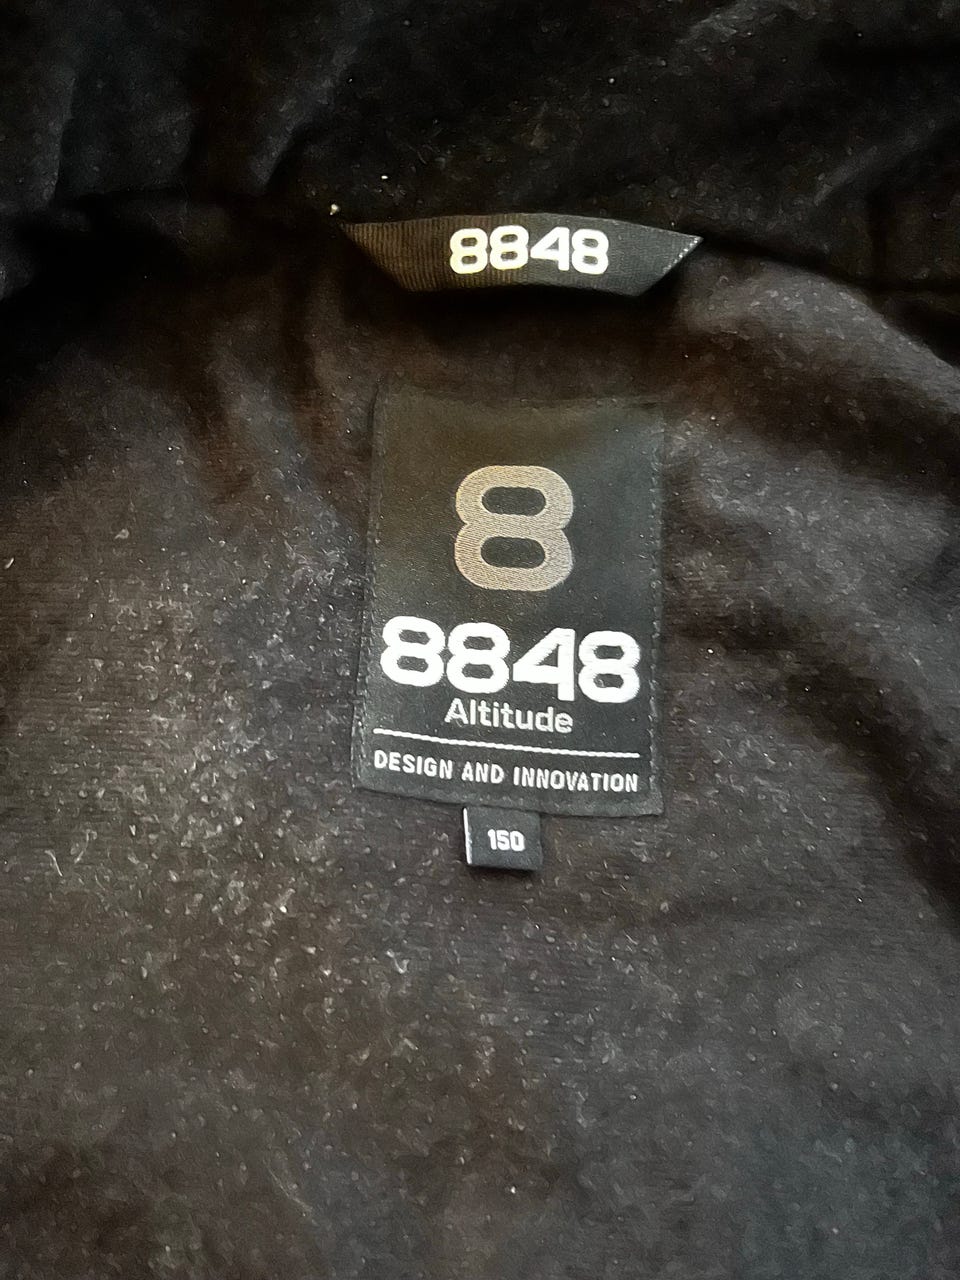 8848
8
8848
Altitude
DESIGN AND INNOVATION
150